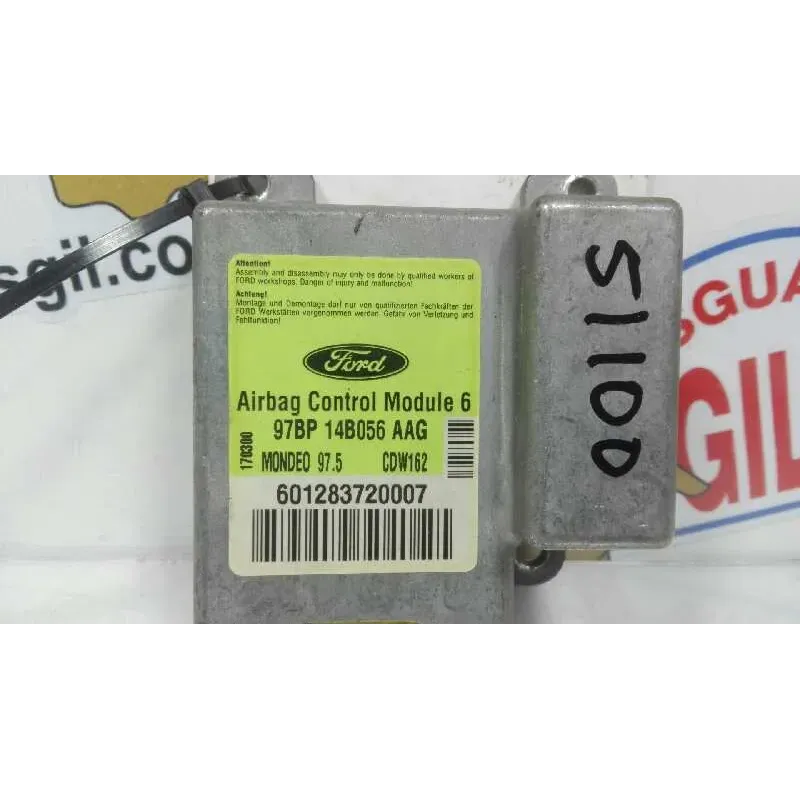 Attention!
Assembly and disassembly may only be done by qualified workers of
FORD workshops. Danger of injury and malfunction!
Achtung!
Montage und Demontage darf nur von qualifizierten Fachkräften der
FORD Werkstätten vorgenommen werden. Gefahr von Verletzung und
Fehlfunktion!
Ford
Airbag Control Module 6
97BP 14B056 AAG
170300
MONDEO 97.5 CDW162
601283720007
51100
sgil.co
SGUA
GIL